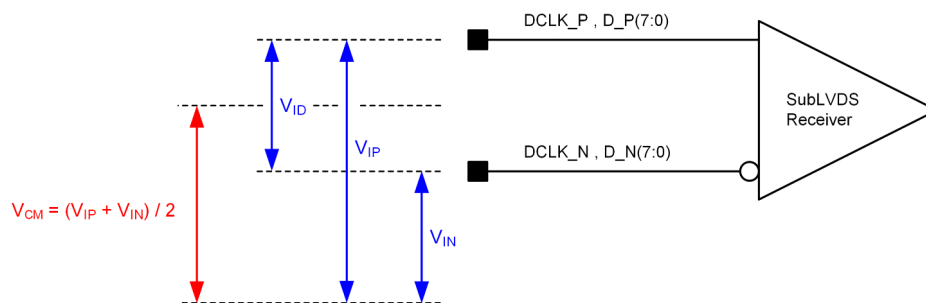 DCLK_P , D_P(7:0)
SubLVDS
Receiver
V_ID
V_IP
DCLK_N , D_N(7:0)
V_CM = (V_IP + V_IN) / 2
V_IN